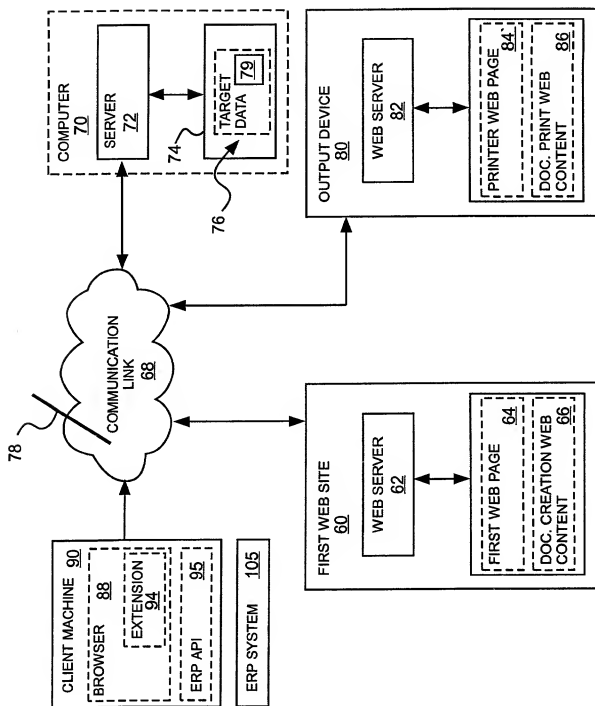 CLIENT MACHINE 90
BROWSER
88
EXTENSION
94
ERP API 95
ERP SYSTEM 105
78
COMMUNICATION
LINK
68
COMPUTER
70
SERVER
72
74
TARGET
DATA
79
76
FIRST WEB SITE
60
WEB SERVER
62
FIRST WEB PAGE
64
DOC. CREATION WEB
CONTENT 66
OUTPUT DEVICE
80
WEB SERVER
82
PRINTER WEB PAGE
84
DOC. PRINT WEB
CONTENT 86